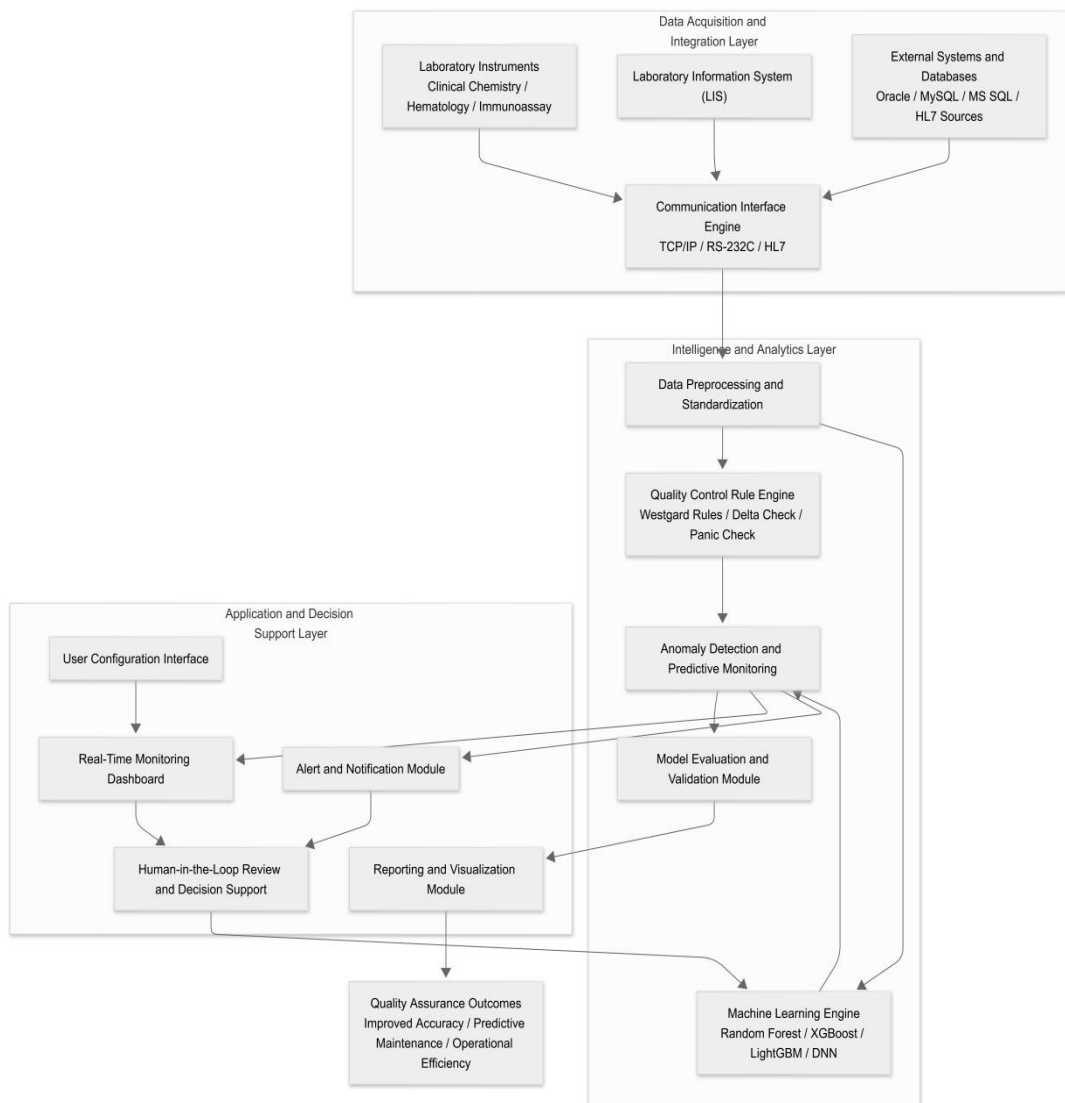 Data Acquisition and
Integration Layer
Laboratory Instruments
Clinical Chemistry /
Hematology / Immunoassay
Laboratory Information System
(LIS)
External Systems and
Databases
Oracle / MySQL / MS SQL /
HL7 Sources
Communication Interface
Engine
TCP/IP / RS-232C / HL7
Intelligence and Analytics Layer
Data Preprocessing and
Standardization
Quality Control Rule Engine
Westgard Rules / Delta Check /
Panic Check
Anomaly Detection and
Predictive Monitoring
Application and Decision
Support Layer
User Configuration Interface
Real-Time Monitoring
Dashboard
Alert and Notification Module
Model Evaluation and
Validation Module
Human-in-the-Loop Review
and Decision Support
Reporting and Visualization
Module
Quality Assurance Outcomes
Improved Accuracy / Predictive
Maintenance / Operational
Efficiency
Machine Learning Engine
Random Forest / XGBoost /
LightGBM / DNN